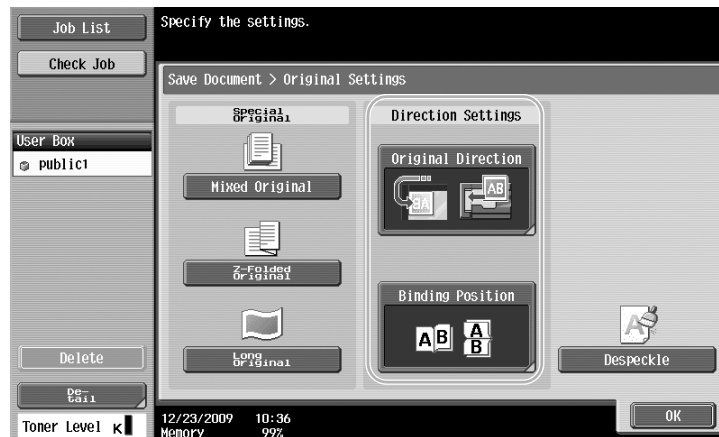 Job List
Specify the settings.
Check Job
Save Document > Original Settings
Special
Original
Direction Settings
User Box
public1
Original Direction
AB
AB
Mixed Original
Z-Folded
Original
Binding Position
A B
A
B
A
Delete
Long
Original
Despeckle
De-
tail
OK
Toner Level K
12/23/2009 10:36
Memory 99%